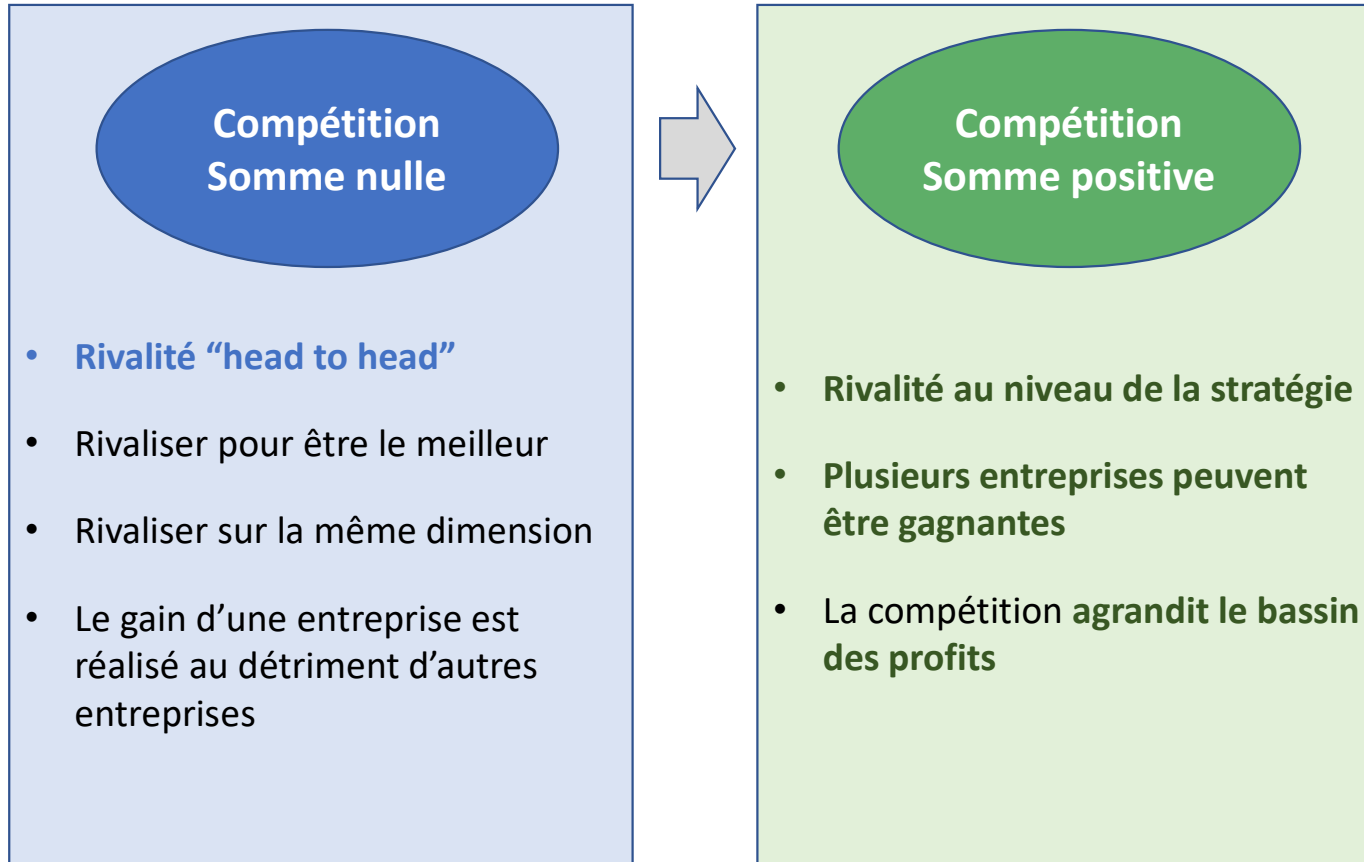 Compétition
Somme nulle
• Rivalité “head to head”
• Rivaliser pour être le meilleur
• Rivaliser sur la même dimension
• Le gain d’une entreprise est
réalisé au détriment d’autres
entreprises
Compétition
Somme positive
• Rivalité au niveau de la stratégie
• Plusieurs entreprises peuvent
être gagnantes
• La compétition agrandit le bassin
des profits